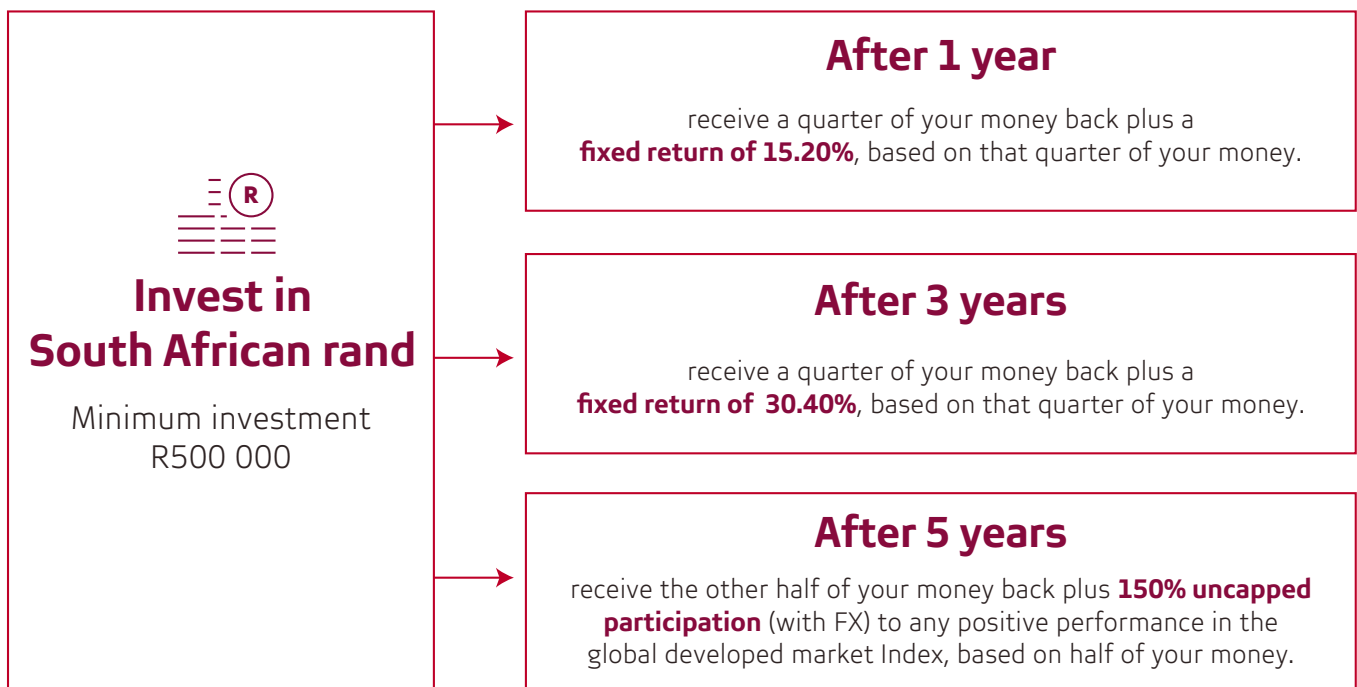 R
Invest in
South African rand
Minimum investment
R500 000
After 1 year
receive a quarter of your money back plus a
fixed return of 15.20%, based on that quarter of your money.
After 3 years
receive a quarter of your money back plus a
fixed return of 30.40%, based on that quarter of your money.
After 5 years
receive the other half of your money back plus 150% uncapped
participation (with FX) to any positive performance in the
global developed market Index, based on half of your money.